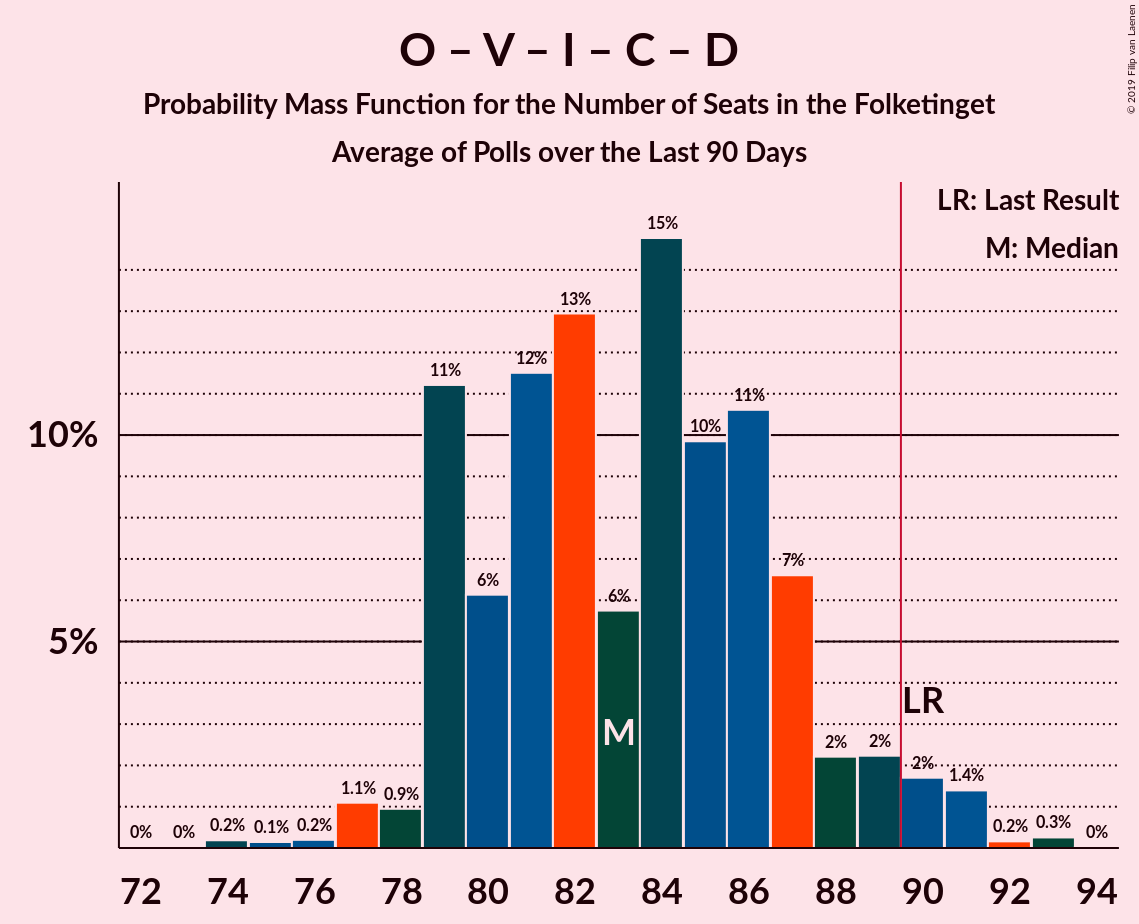 O – V – I – C – D
Probability Mass Function for the Number of Seats in the Folketinget
Average of Polls over the Last 90 Days
© 2019 Filip van Laenen
LR: Last Result
M: Median
10%
5%
0%
0%
0.2%
0.1%
0.2%
1.1%
0.9%
11%
6%
12%
13%
6%
15%
10%
11%
7%
2%
2%
2%
1.4%
0.2%
0.3%
0%
M
LR
72 74 76 78 80 82 84 86 88 90 92 94